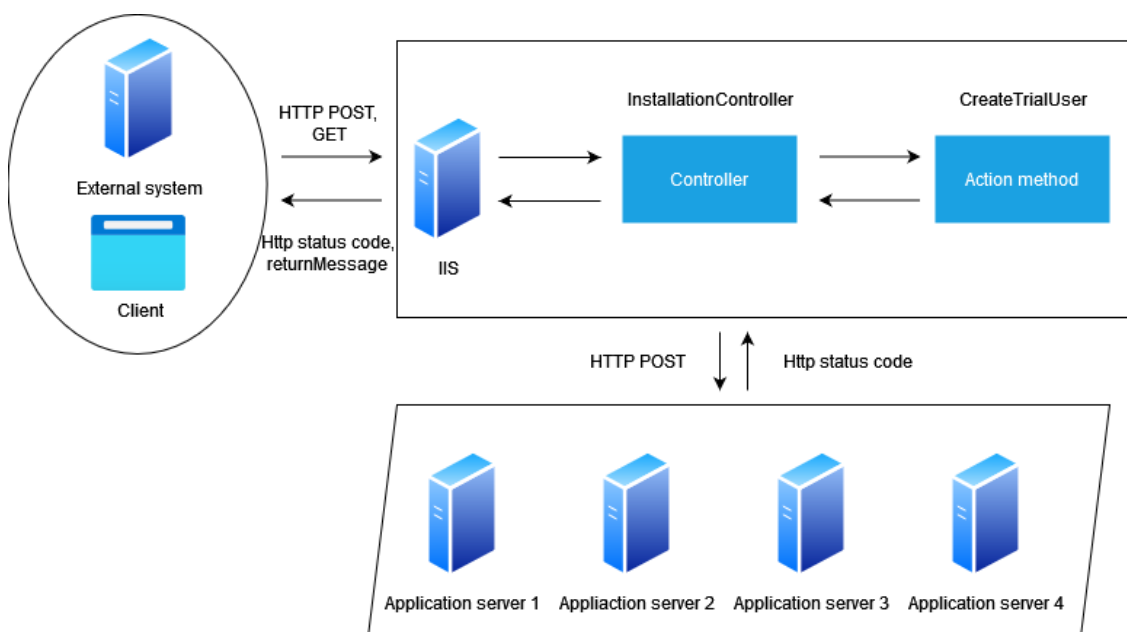 HTTP POST,
GET
External system
Http status code,
returnMessage
Client
InstallationController
CreateTrialUser
Controller
Action method
IIS
HTTP POST
Http status code
Application server 1
Appliaction server 2
Application server 3
Application server 4